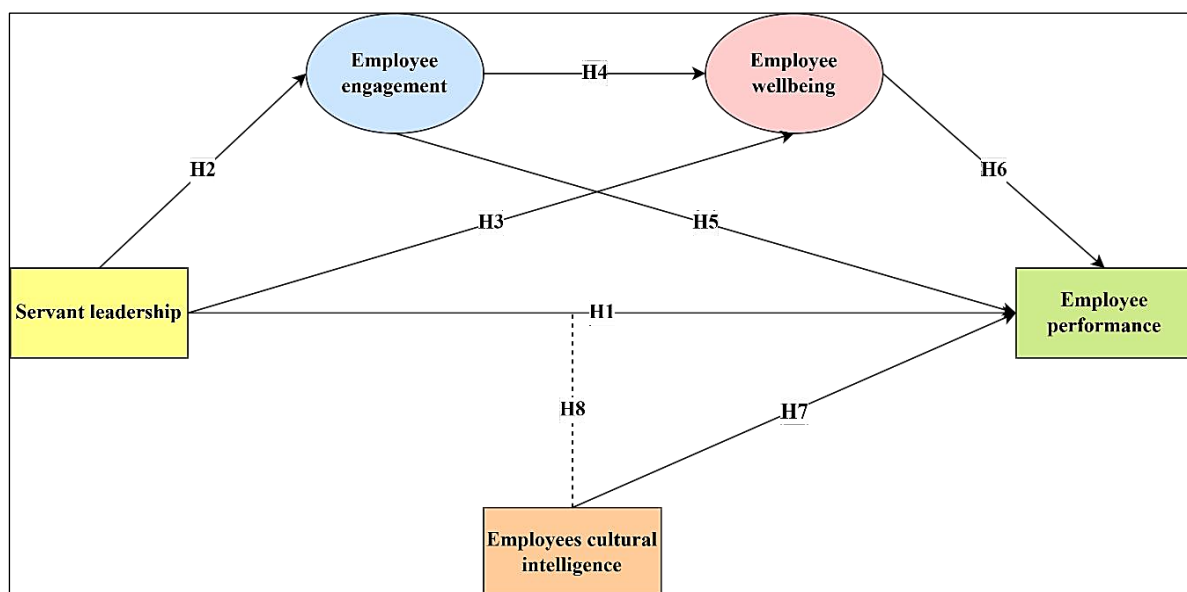 Employee
engagement
H4
Employee
wellbeing
H2
H6
H3
H5
Servant leadership
H1
Employee
performance
H8
H7
Employees cultural
intelligence